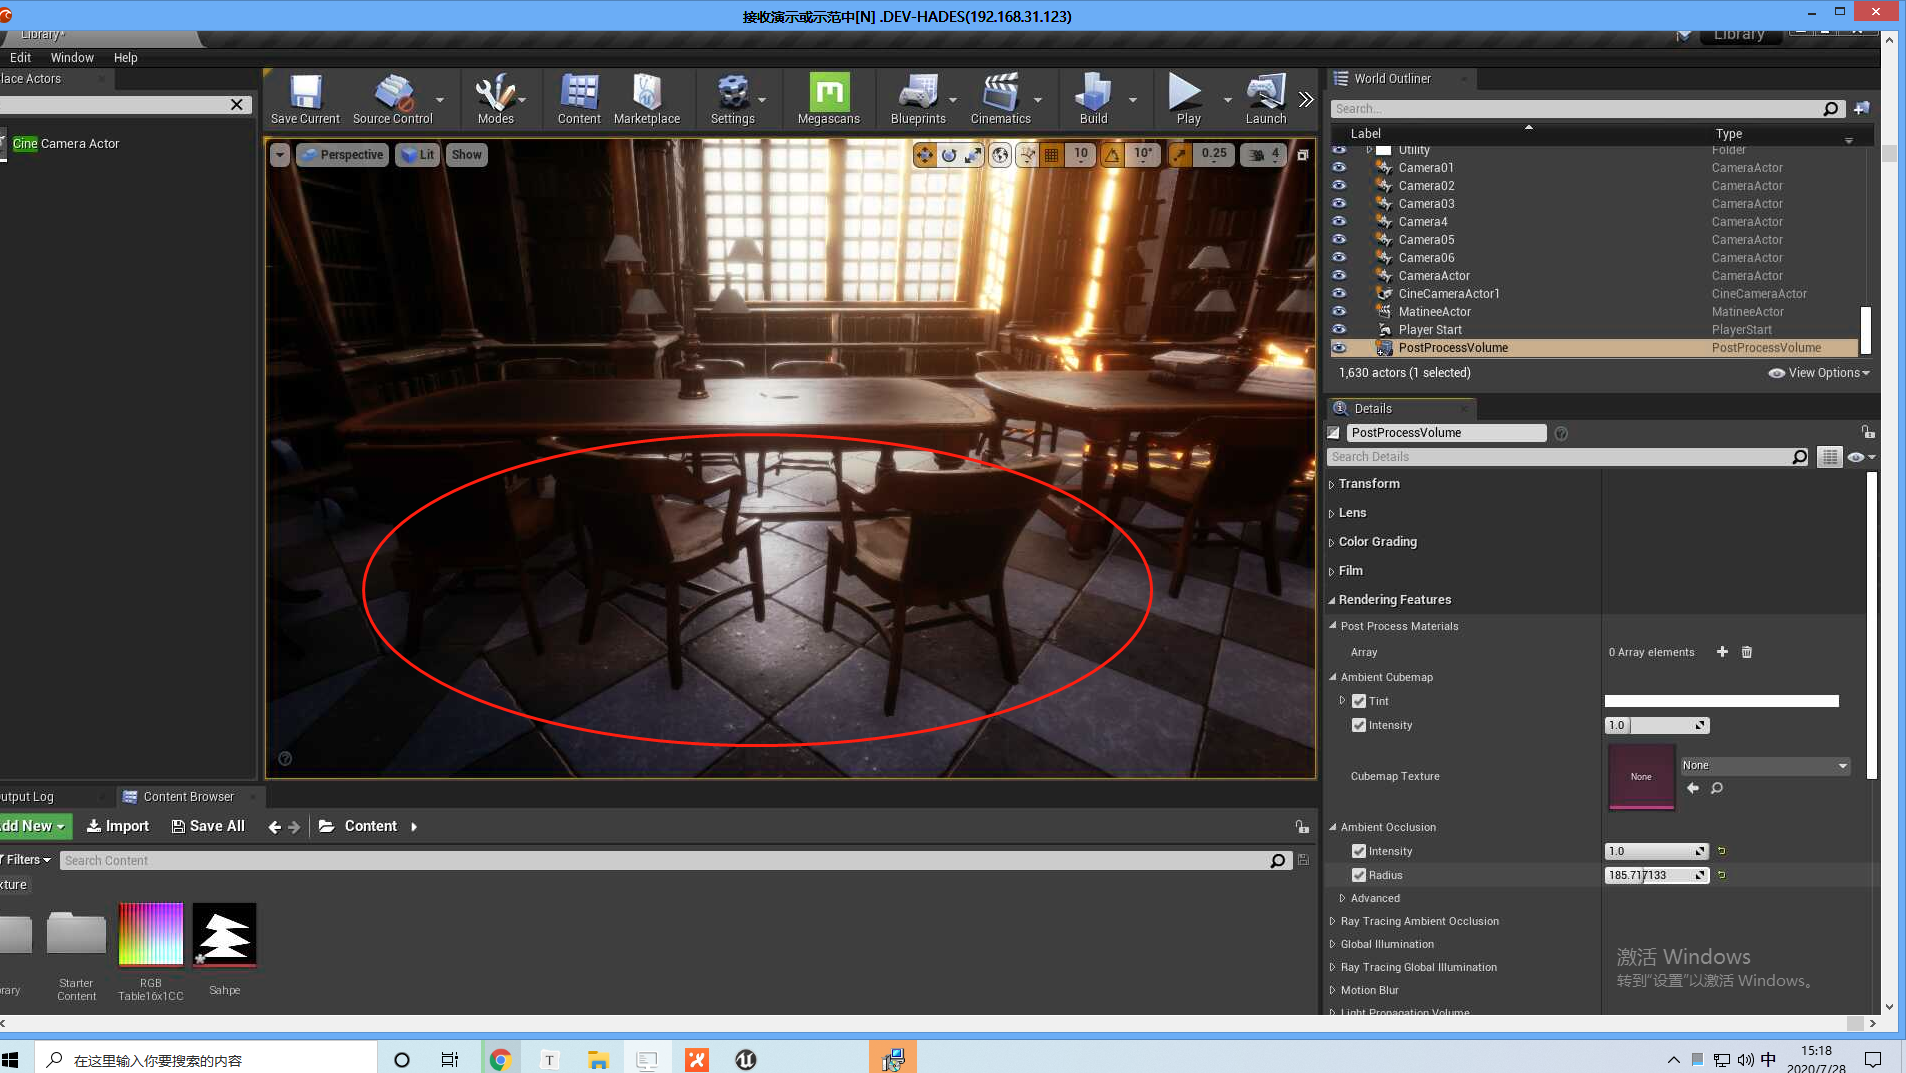 接收演示或示范中[N] .DEV-HADES(192.168.31.123)
Library*
Library
Edit Window Help
lace Actors
Cine Camera Actor
Save Current
Source Control
Modes
Content
Marketplace
Settings
Megascans
Blueprints
Cinematics
Build
Play
Launch
Perspective
Lit
Show
10
10°
0.25
4
World Outliner
Search...
Label Type
Utility Folder
Camera01 CameraActor
Camera02 CameraActor
Camera03 CameraActor
Camera4 CameraActor
Camera05 CameraActor
Camera06 CameraActor
CameraActor CameraActor
CineCameraActor1 CineCameraActor
MatineeActor MatineeActor
Player Start PlayerStart
PostProcessVolume PostProcessVolume
1,630 actors (1 selected)
View Options
Details
PostProcessVolume
Search Details
Transform
Lens
Color Grading
Film
Rendering Features
Post Process Materials
Array 0 Array elements
Ambient Cubemap
Tint
Intensity 1.0
Cubemap Texture None None
Ambient Occlusion
Intensity 1.0
Radius 185.717133
Advanced
Ray Tracing Ambient Occlusion
Global Illumination
Ray Tracing Global Illumination
Motion Blur
Light Propagation Volume
激活 Windows
转到"设置"以激活 Windows。
utput Log
Content Browser
dd New
Import
Save All
Content
Filters
Search Content
xture
rary
Starter
Content
RGB
Table16x1CC
Sahpe
在这里输入你要搜索的内容
T
中
15:18
2020/7/28